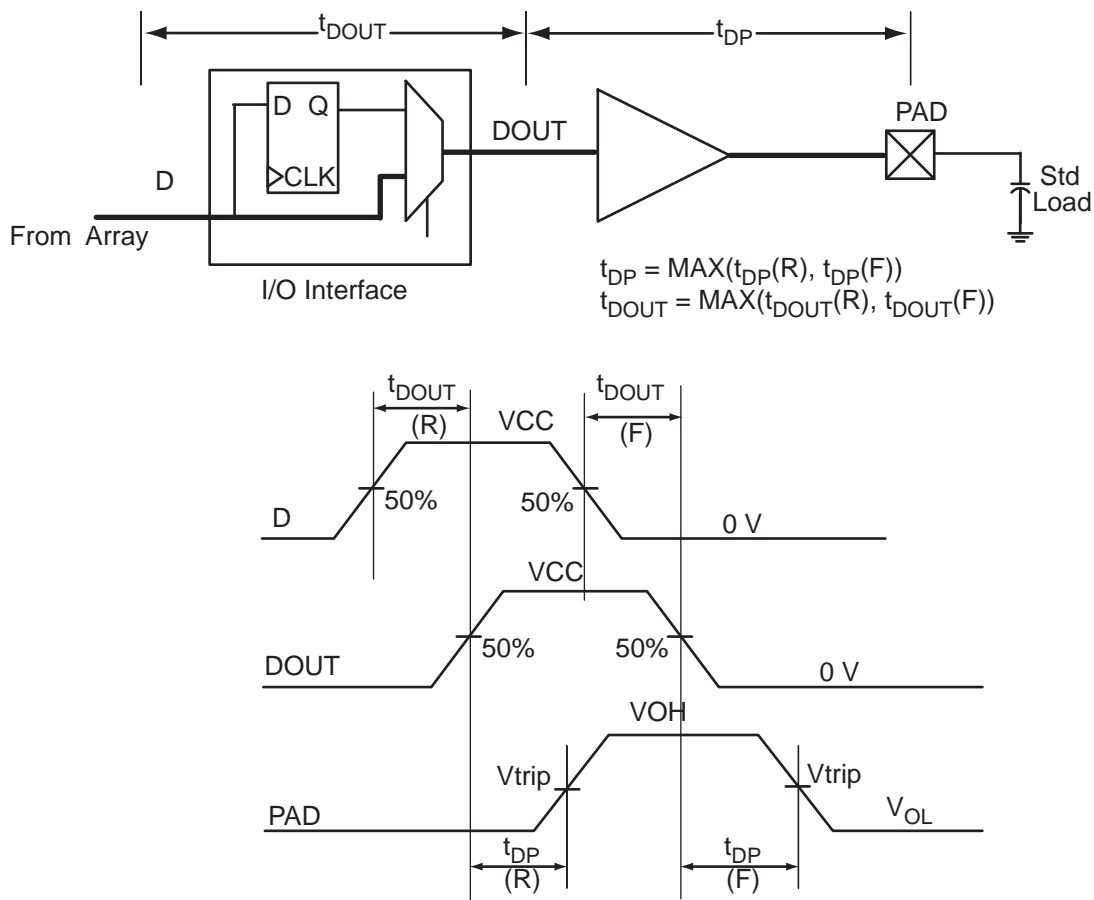 tDOUT
tDP
D Q
CLK
D
From Array
I/O Interface
DOUT
PAD
Std
Load
tDP = MAX(tDP(R), tDP(F))
tDOUT = MAX(tDOUT(R), tDOUT(F))
tDOUT
(R)
VCC
tDOUT
(F)
50%
50%
D
0 V
VCC
50%
50%
DOUT
0 V
VOH
Vtrip
Vtrip
PAD
VOL
tDP
(R)
tDP
(F)